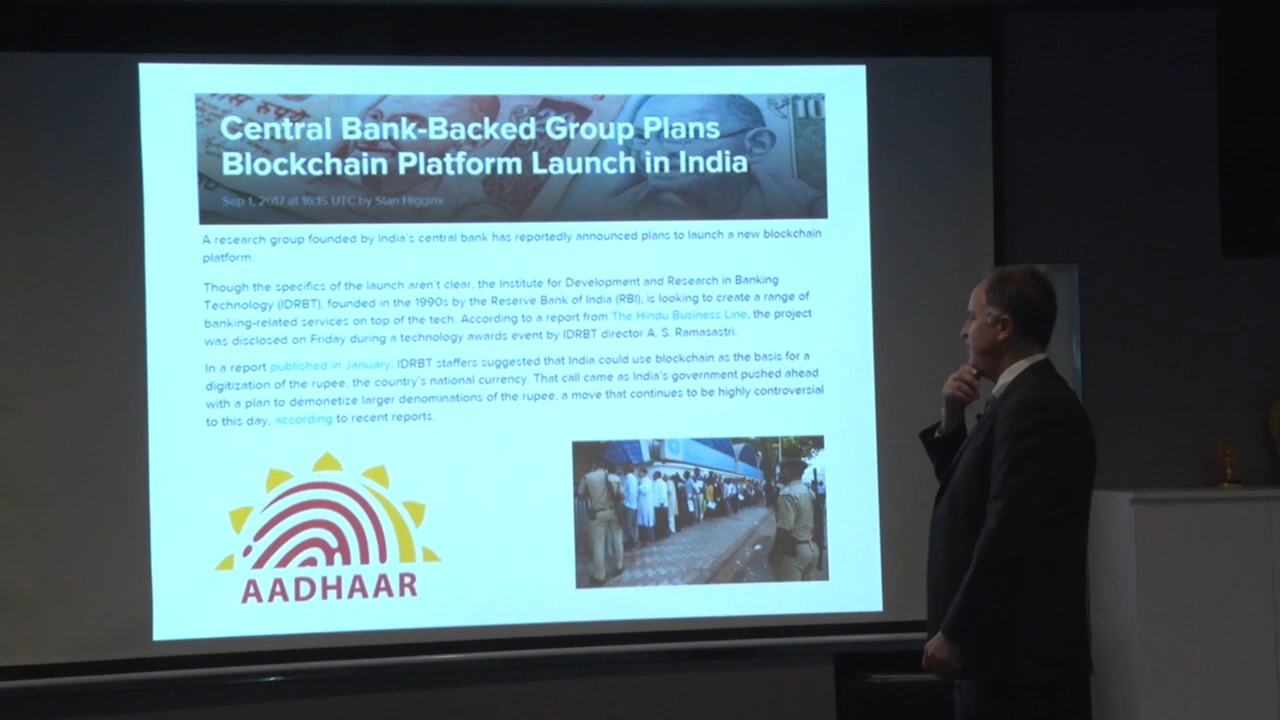 Central Bank-Backed Group Plans
Blockchain Platform Launch in India
Sep 1, 2017 at 16:15 UTC by Stan Higgins
A research group founded by India's central bank has reportedly announced plans to launch a new blockchain
platform.
Though the specifics of the launch aren't clear, the Institute for Development and Research in Banking
Technology (IDRBT), founded in the 1990s by the Reserve Bank of India (RBI), is looking to create a range of
banking-related services on top of the tech. According to a report from The Hindu Business Line, the project
was disclosed on Friday during a technology awards event by IDRBT director A. S. Ramasastri.
In a report published in January, IDRBT staffers suggested that India could use blockchain as the basis for a
digitization of the rupee, the country's national currency. That call came as India's government pushed ahead
with a plan to demonetize larger denominations of the rupee, a move that continues to be highly controversial
to this day, according to recent reports.
AADHAAR